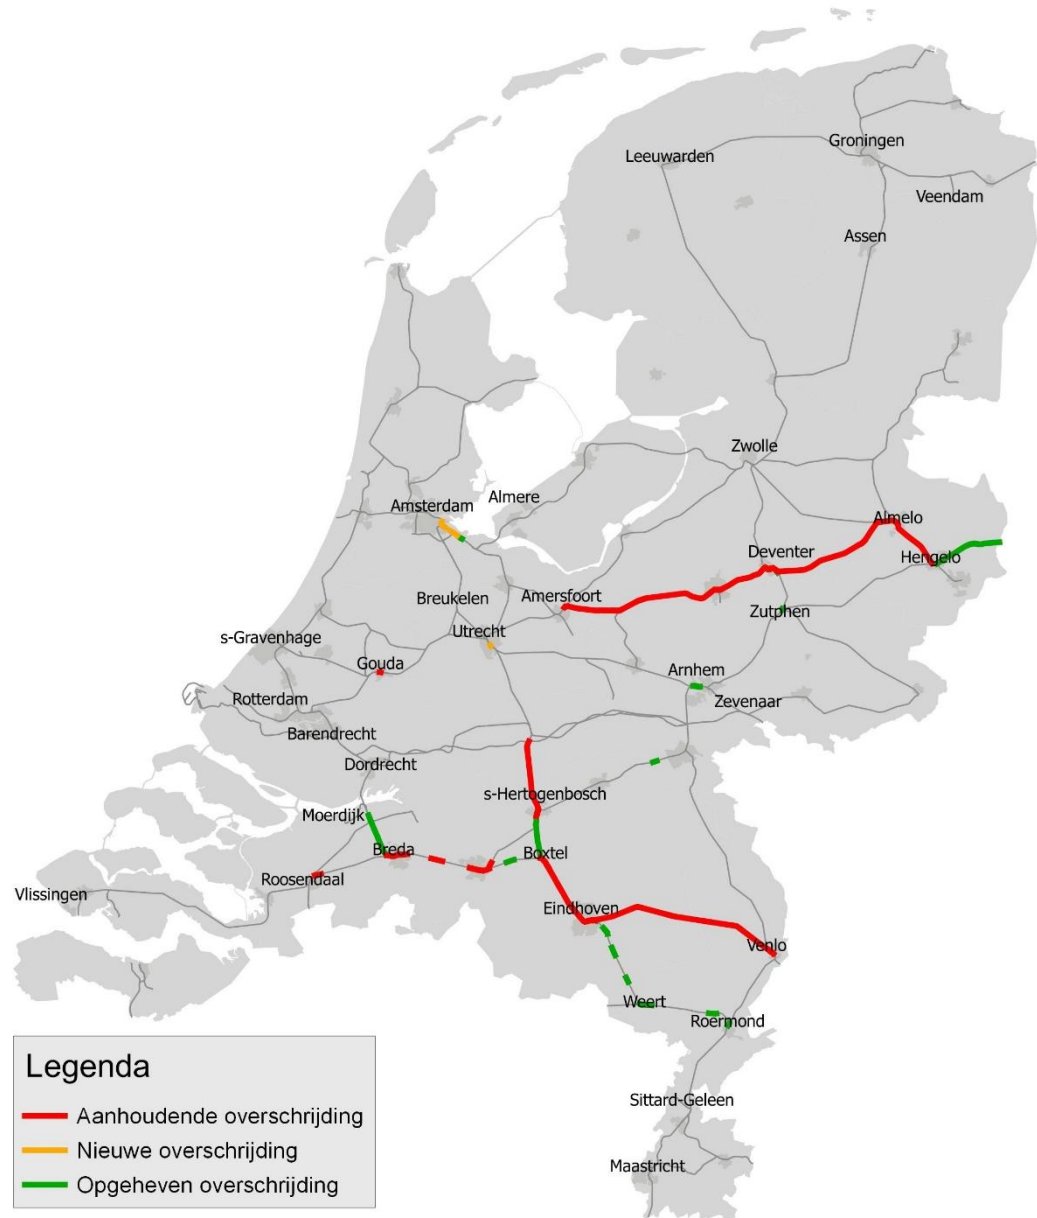 Groningen
Leeuwarden
Veendam
Assen
Zwolle
Almere
Amsterdam
Almelo
Deventer
Hengelo
Breukelen
Amersfoort
Zutphen
Utrecht
s-Gravenhage
Gouda
Arnhem
Rotterdam
Zevenaar
Barendrecht
Dordrecht
s-Hertogenbosch
Moerdijk
Breda
Boxtel
Roosendaal
Vlissingen
Eindhoven
Venlo
Weert
Roermond
Legenda
Sittard-Geleen
Aanhoudende overschrijding
Nieuwe overschrijding
Maastricht
Opgeheven overschrijding